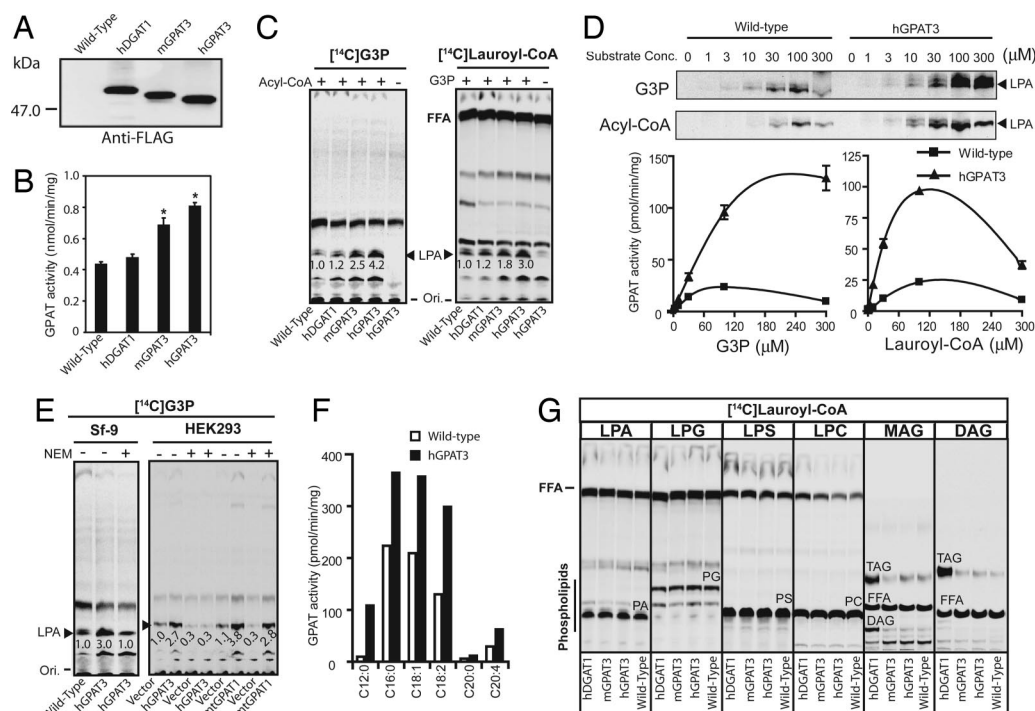 A
Wild-Type
hDGAT1
mGPAT3
hGPAT3
kDa
47.0
Anti-FLAG
B
GPAT activity (nmol/min/mg)
1.0
0.8
0.6
0.4
0.2
0.0
* *
Wild-Type
hDGAT1
mGPAT3
hGPAT3
C
[¹⁴C]G3P [¹⁴C]Lauroyl-CoA
Acyl-CoA + + + + - G3P + + + + -
FFA
LPA
1.0 1.2 2.5 4.2 1.0 1.2 1.8 3.0
Ori.
Wild-Type hDGAT1 mGPAT3 hGPAT3 hGPAT3 Wild-Type hDGAT1 mGPAT3 hGPAT3 hGPAT3
D
Wild-type hGPAT3
Substrate Conc. 0 1 3 10 30 100 300 0 1 3 10 30 100 300 (μM)
G3P LPA
Acyl-CoA LPA
Wild-type
hGPAT3
GPAT activity (pmol/min/mg)
150 125
100
100 75
50
50 25
0 0
0 60 120 180 240 300 0 60 120 180 240 300
G3P (μM) Lauroyl-CoA (μM)
E
[¹⁴C]G3P
Sf-9 HEK293
NEM - - + - - + + - - + +
LPA
1.0 3.0 1.0 1.0 2.7 0.3 0.3 1.1 3.8 0.3 2.8
Ori.
Wild-Type hGPAT3 hGPAT3 Vector hGPAT3 Vector hGPAT3 Vector mtGPAT1 Vector mtGPAT1
F
Wild-type
hGPAT3
GPAT activity (pmol/min/mg)
400
300
200
100
0
C12:0 C16:0 C18:1 C18:2 C20:0 C20:4
G
[¹⁴C]Lauroyl-CoA
LPA LPG LPS LPC MAG DAG
FFA
Phospholipids
PA PG PS PC
TAG TAG
FFA FFA
DAG
hDGAT1 mGPAT3 hGPAT3 Wild-Type hDGAT1 mGPAT3 hGPAT3 Wild-Type hDGAT1 mGPAT3 hGPAT3 Wild-Type hDGAT1 mGPAT3 hGPAT3 Wild-Type hDGAT1 mGPAT3 hGPAT3 Wild-Type hDGAT1 mGPAT3 hGPAT3 Wild-Type